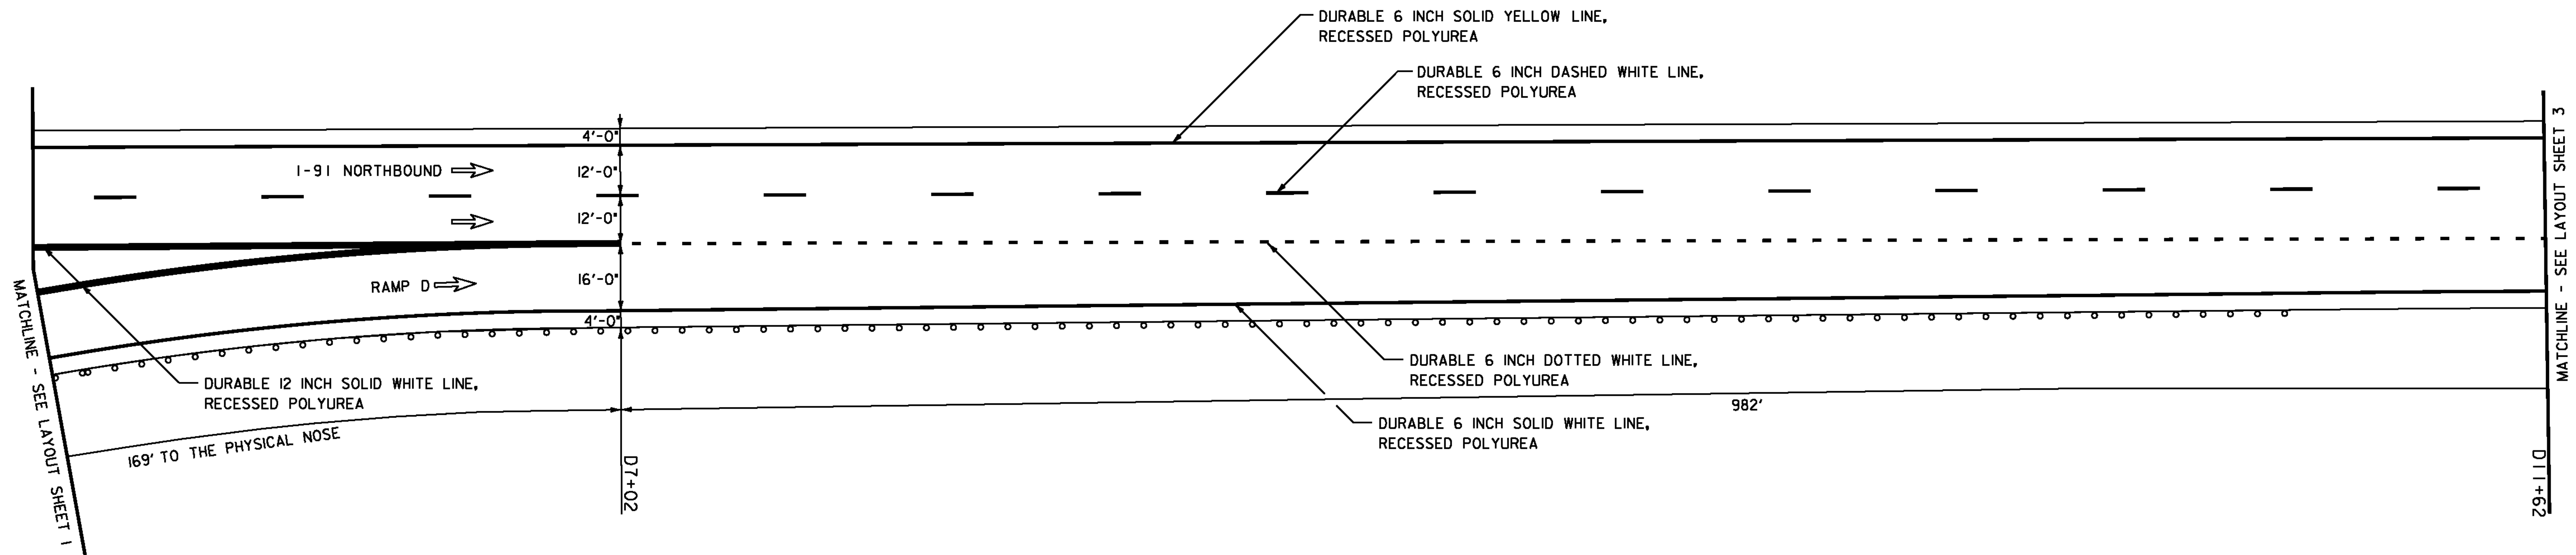 DURABLE 6 INCH SOLID YELLOW LINE,
RECESSED POLYUREA
DURABLE 6 INCH DASHED WHITE LINE,
RECESSED POLYUREA
4'-0"
I-91 NORTHBOUND
12'-0"
12'-0"
RAMP D
16'-0"
4'-0"
MATCHLINE - SEE LAYOUT SHEET 1
MATCHLINE - SEE LAYOUT SHEET 3
DURABLE 12 INCH SOLID WHITE LINE,
RECESSED POLYUREA
DURABLE 6 INCH DOTTED WHITE LINE,
RECESSED POLYUREA
982'
DURABLE 6 INCH SOLID WHITE LINE,
RECESSED POLYUREA
169' TO THE PHYSICAL NOSE
D7+02
D11+62